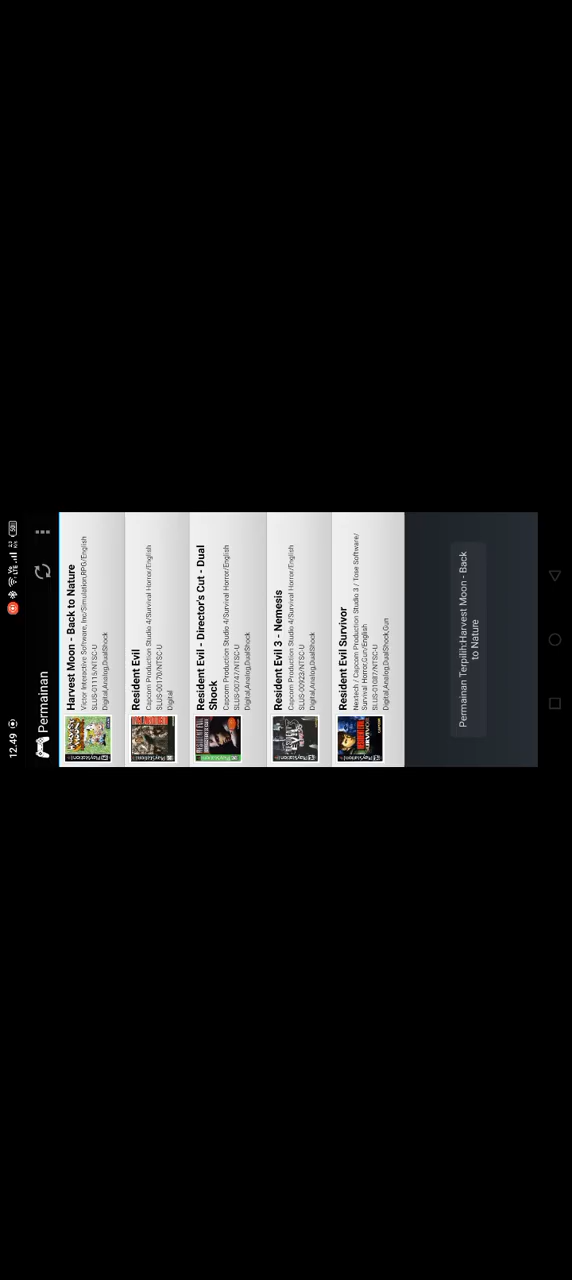 12.49
Permainan
Harvest Moon - Back to Nature
Victor Interactive Software, Inc/Simulation,RPG/English
SLUS-01115/NTSC-U
Digital,Analog,DualShock
Resident Evil
Capcom Production Studio 4/Survival Horror/English
SLUS-00170/NTSC-U
Digital
Resident Evil - Director's Cut - Dual
Shock
Capcom Production Studio 4/Survival Horror/English
SLUS-00747/NTSC-U
Digital,Analog,DualShock
Resident Evil 3 - Nemesis
Capcom Production Studio 4/Survival Horror/English
SLUS-00923/NTSC-U
Digital,Analog,DualShock
Resident Evil Survivor
Nextech / Capcom Production Studio 3 / Tose Software/
Survival Horror,Gun/English
SLUS-01087/NTSC-U
Digital,Analog,DualShock,Gun
Permainan Terpilih:Harvest Moon - Back
to Nature